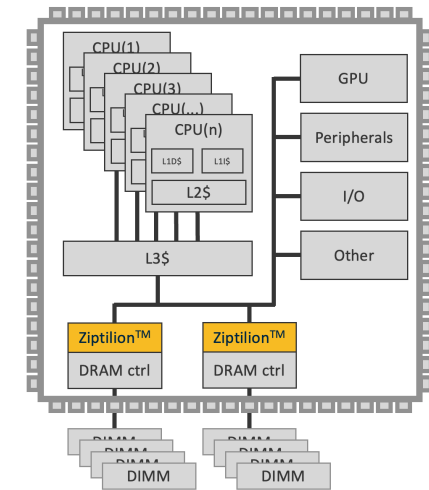 CPU(1)
CPU(2)
CPU(3)
CPU(...)
CPU(n)
L1D$ L1I$
L2$
L3$
GPU
Peripherals
I/O
Other
Ziptilion™ Ziptilion™
DRAM ctrl DRAM ctrl
DIMM DIMM
DIMM DIMM
DIMM DIMM
DIMM DIMM